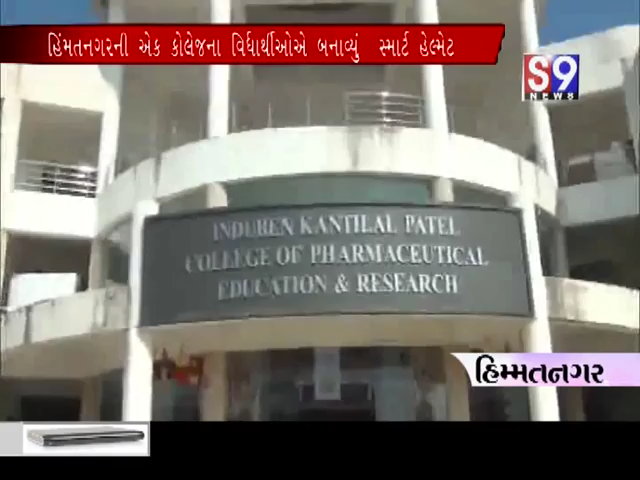 હિંમતનગરની એક કોલેજના વિદ્યાર્થીઓએ બનાવ્યું સ્માર્ટ હેલ્મેટ
S9
NEWS
INDUBEN KANTILAL PATEL
COLLEGE OF PHARMACEUTICAL
EDUCATION & RESEARCH
હિમ્મતનગર